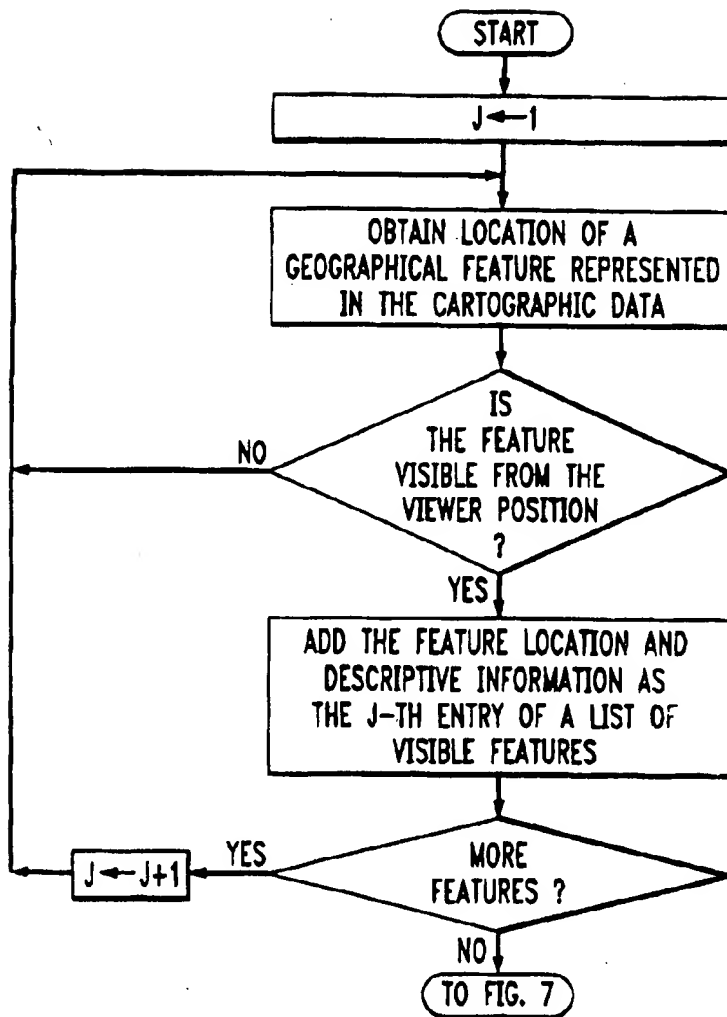 START
J←1
OBTAIN LOCATION OF A
GEOGRAPHICAL FEATURE REPRESENTED
IN THE CARTOGRAPHIC DATA
IS
THE FEATURE
VISIBLE FROM THE
VIEWER POSITION
?
NO
YES
ADD THE FEATURE LOCATION AND
DESCRIPTIVE INFORMATION AS
THE J-TH ENTRY OF A LIST OF
VISIBLE FEATURES
MORE
FEATURES ?
YES
J←J+1
NO
TO FIG. 7